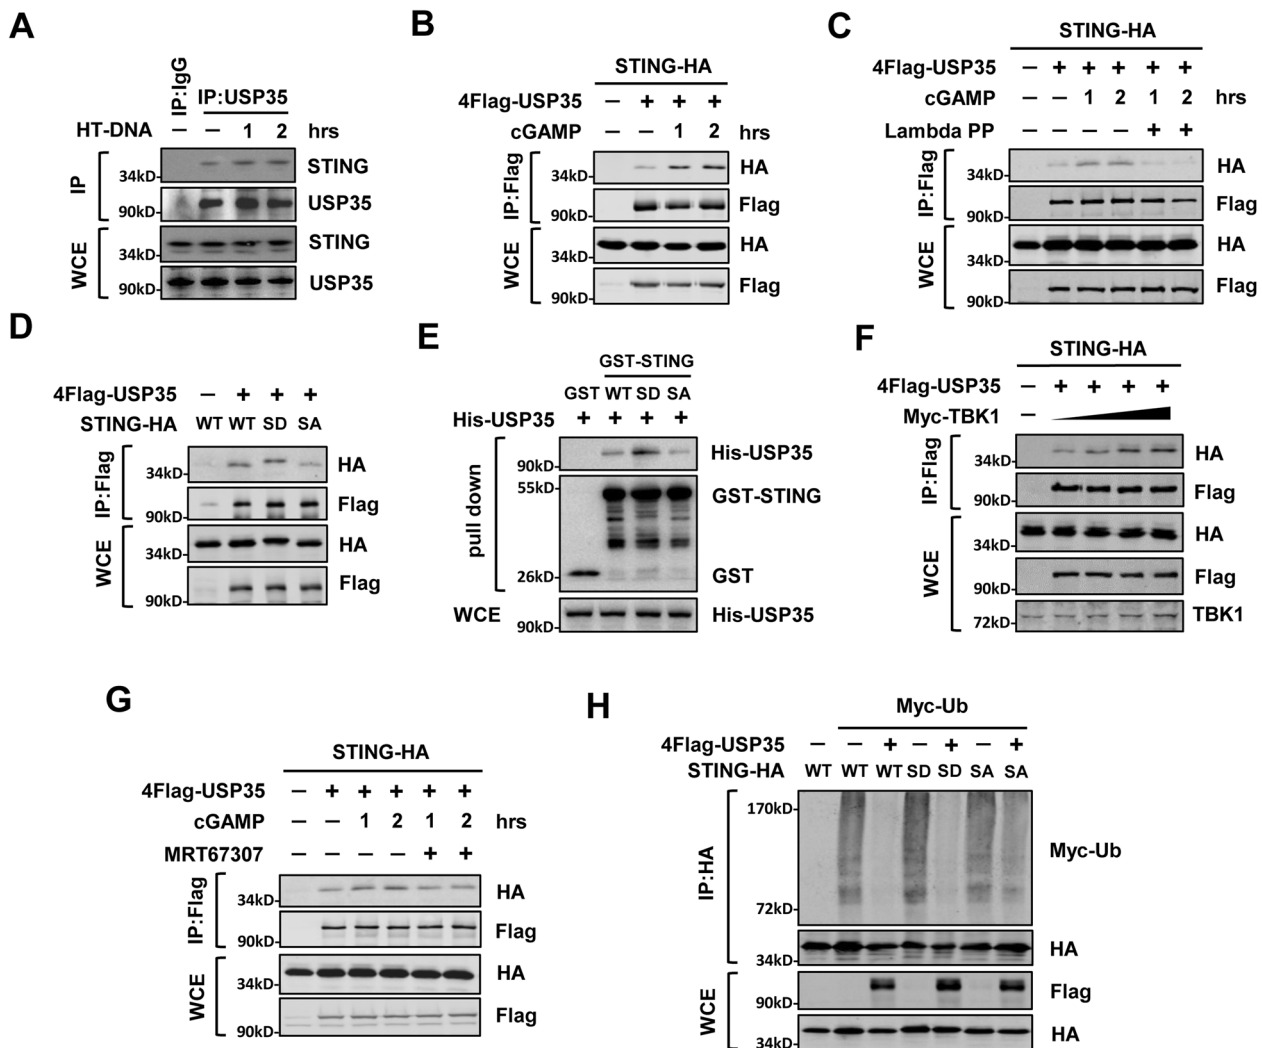 A
IP:IgG
IP:USP35
HT-DNA – – 1 2 hrs
IP
STING
34kD
USP35
90kD
WCE
STING
34kD
USP35
90kD
B
STING-HA
4Flag-USP35 – + + +
cGAMP – – 1 2 hrs
IP:Flag
HA
34kD
Flag
90kD
WCE
HA
34kD
Flag
90kD
C
STING-HA
4Flag-USP35 – + + + + +
cGAMP – – 1 2 1 2 hrs
Lambda PP – – – – + +
IP:Flag
HA
34kD
Flag
90kD
WCE
HA
34kD
Flag
90kD
D
4Flag-USP35 – + + +
STING-HA WT WT SD SA
IP:Flag
HA
34kD
Flag
90kD
WCE
HA
34kD
Flag
90kD
E
GST-STING
GST WT SD SA
His-USP35 + + + +
pull down
His-USP35
90kD
55kD
GST-STING
26kD
GST
WCE
His-USP35
90kD
F
STING-HA
4Flag-USP35 – + + + +
Myc-TBK1 –
IP:Flag
HA
34kD
Flag
90kD
WCE
HA
34kD
Flag
90kD
TBK1
72kD
G
STING-HA
4Flag-USP35 – + + + + +
cGAMP – – 1 2 1 2 hrs
MRT67307 – – – – + +
IP:Flag
HA
34kD
Flag
90kD
WCE
HA
34kD
Flag
90kD
H
Myc-Ub
4Flag-USP35 – – + – + – +
STING-HA WT WT WT SD SD SA SA
IP:HA
170kD
Myc-Ub
72kD
HA
34kD
WCE
Flag
90kD
HA
34kD